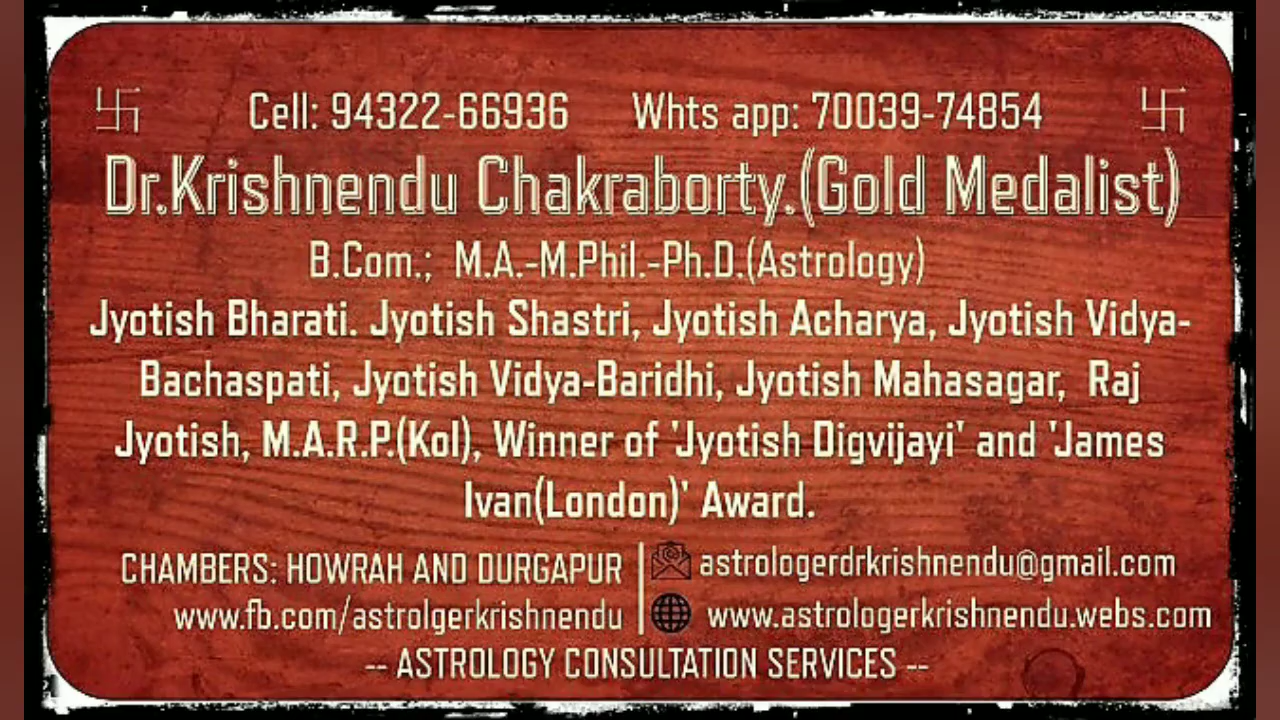 卐 Cell: 94322-66936 Whts app: 70039-74854 卐
Dr.Krishnendu Chakraborty.(Gold Medalist)
B.Com.; M.A.-M.Phil.-Ph.D.(Astrology)
Jyotish Bharati. Jyotish Shastri, Jyotish Acharya, Jyotish Vidya-
Bachaspati, Jyotish Vidya-Baridhi, Jyotish Mahasagar, Raj
Jyotish, M.A.R.P.(Kol), Winner of 'Jyotish Digvijayi' and 'James
Ivan(London)' Award.
CHAMBERS: HOWRAH AND DURGAPUR
www.fb.com/astrolgerkrishnendu
astrologerdrkrishnendu@gmail.com
www.astrologerkrishnendu.webs.com
-- ASTROLOGY CONSULTATION SERVICES --